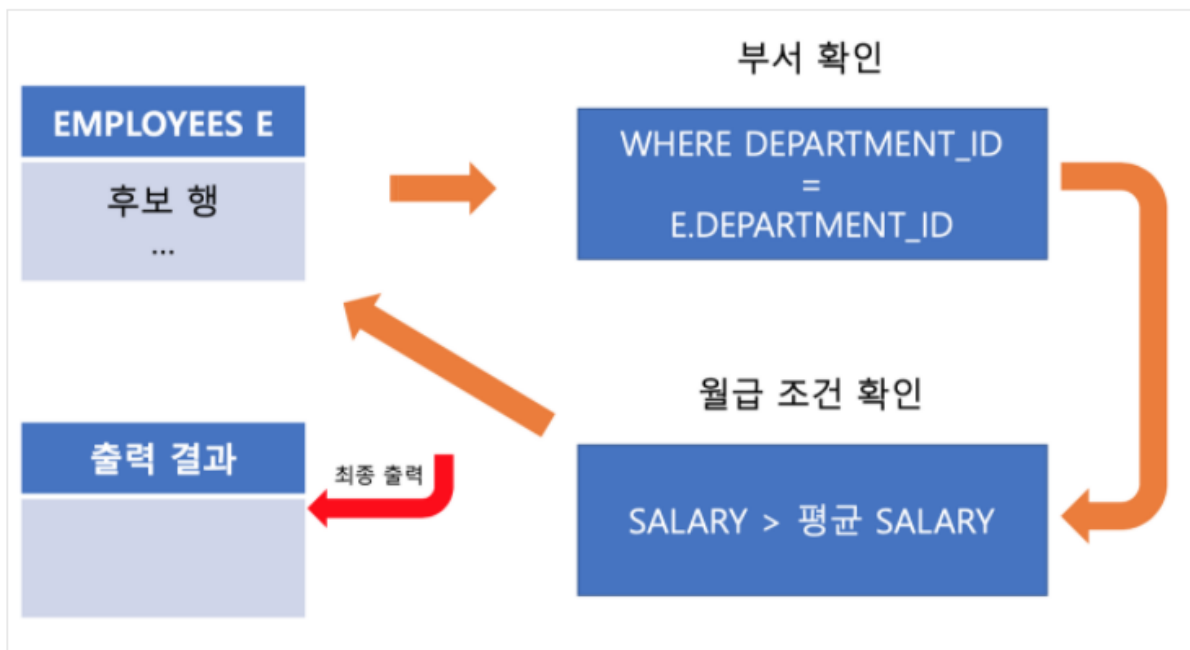 부서 확인
EMPLOYEES E
후보 행
...
WHERE DEPARTMENT_ID
=
E.DEPARTMENT_ID
월급 조건 확인
SALARY > 평균 SALARY
출력 결과
최종 출력